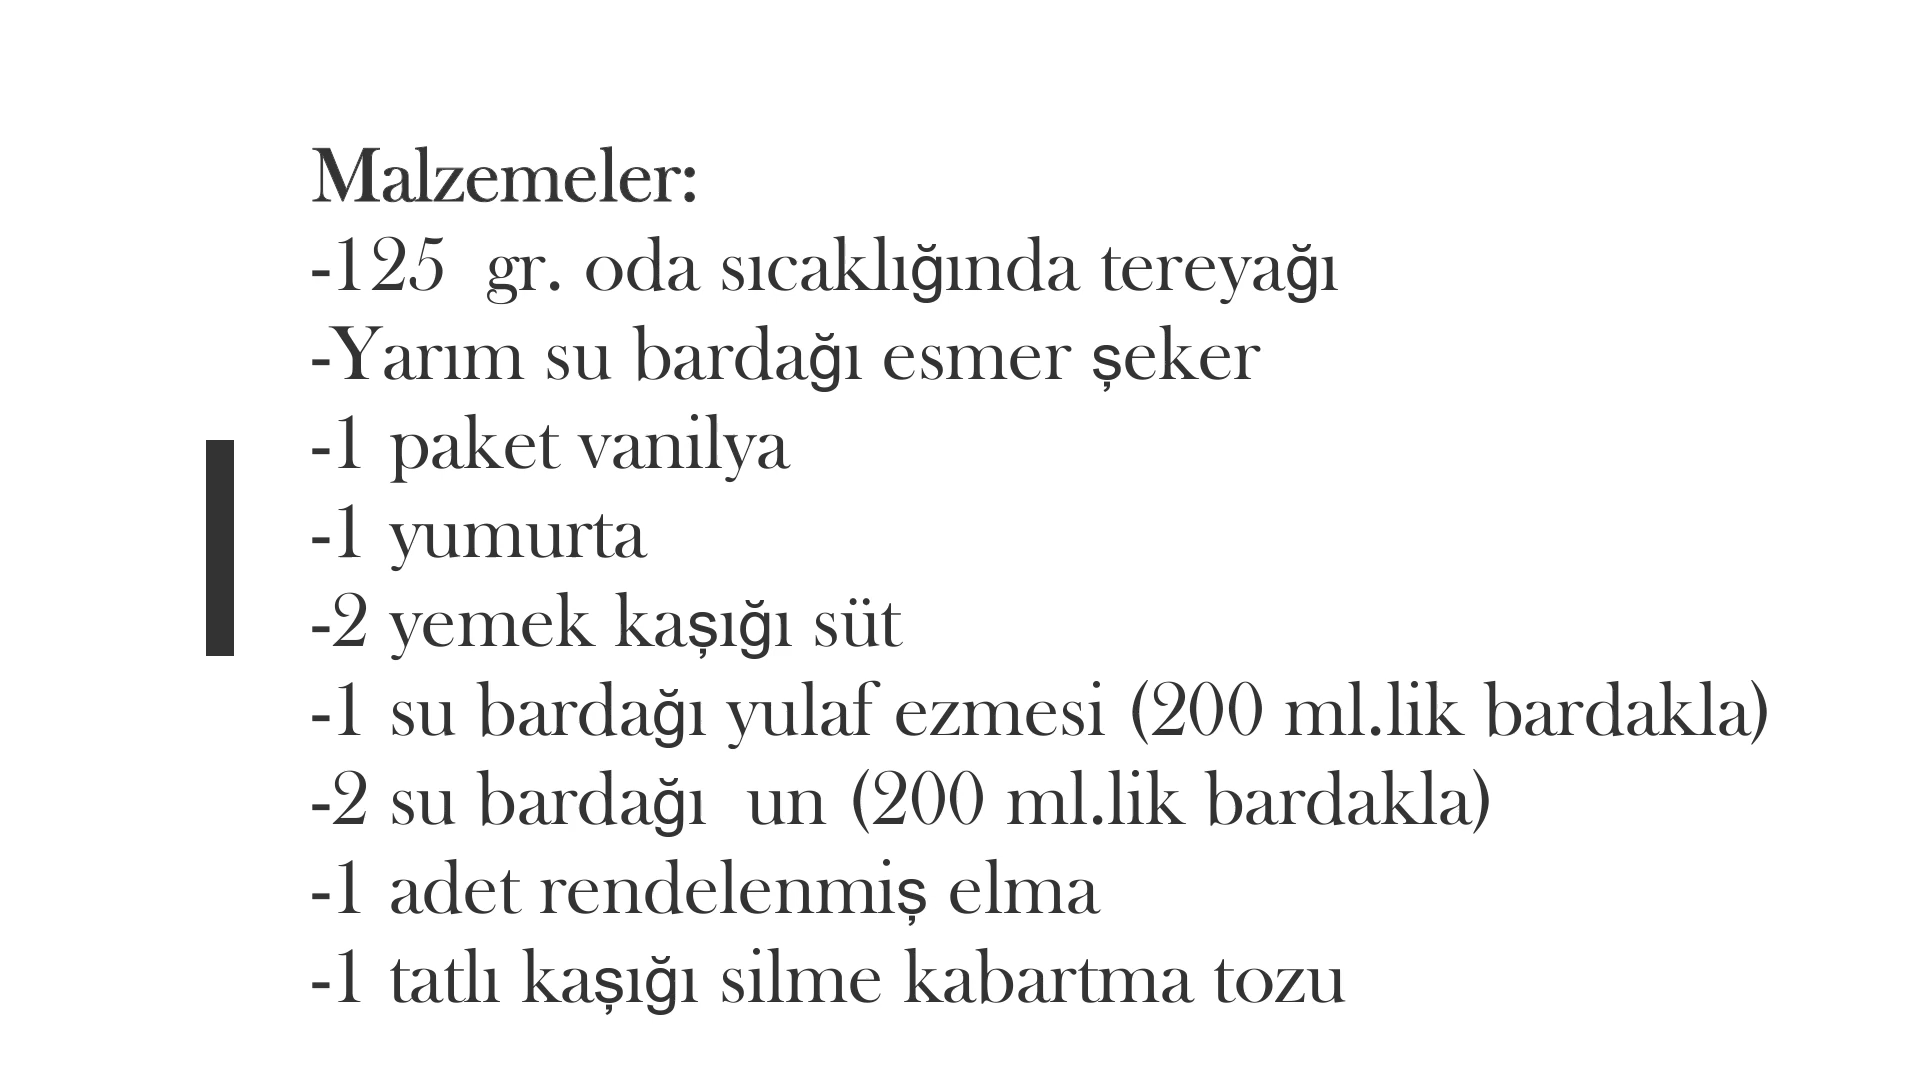 Malzemeler:
-125  gr. oda sıcaklığında tereyağı
-Yarım su bardağı esmer şeker
-1 paket vanilya
-1 yumurta
-2 yemek kaşığı süt
-1 su bardağı yulaf ezmesi (200 ml.lik bardakla)
-2 su bardağı  un (200 ml.lik bardakla)
-1 adet rendelenmiş elma
-1 tatlı kaşığı silme kabartma tozu